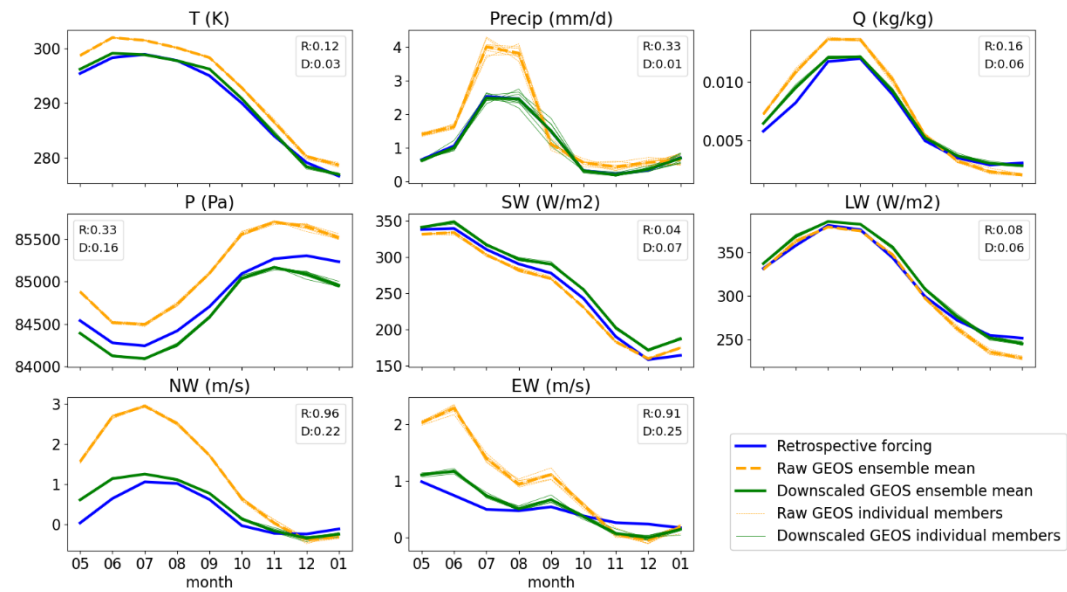 T (K)
300
290
280
R:0.12
D:0.03
Precip (mm/d)
4
3
2
1
0
R:0.33
D:0.01
Q (kg/kg)
0.010
0.005
R:0.16
D:0.06
P (Pa)
85500
85000
84500
84000
R:0.33
D:0.16
SW (W/m2)
350
300
250
200
150
R:0.04
D:0.07
LW (W/m2)
350
300
250
R:0.08
D:0.06
NW (m/s)
3
2
1
0
R:0.96
D:0.22
05 06 07 08 09 10 11 12 01
month
EW (m/s)
2
1
0
R:0.91
D:0.25
05 06 07 08 09 10 11 12 01
month
Retrospective forcing
Raw GEOS ensemble mean
Downscaled GEOS ensemble mean
Raw GEOS individual members
Downscaled GEOS individual members